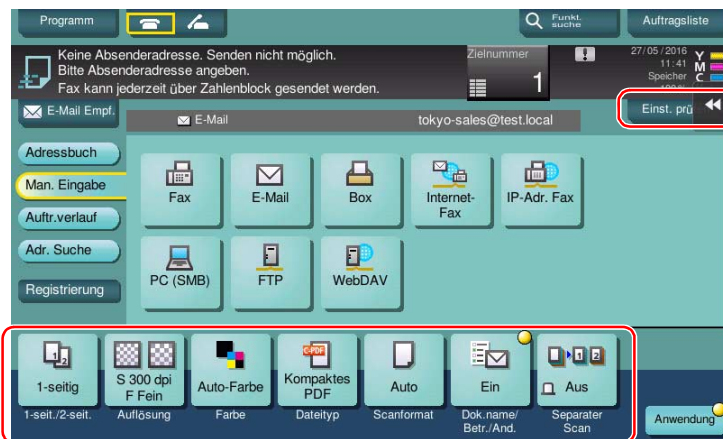 Programm
Funkt. suche
Auftragsliste
Keine Absenderadresse. Senden nicht möglich.
Bitte Absenderadresse angeben.
Fax kann jederzeit über Zahlenblock gesendet werden.
Zielnummer
1
27/05/2016
11:41
Speicher
Y
M
C
E-Mail Empf.
E-Mail
tokyo-sales@test.local
Einst. prü
Adressbuch
Man. Eingabe
Auftr.verlauf
Adr. Suche
Registrierung
Fax
E-Mail
Box
Internet-
Fax
IP-Adr. Fax
PC (SMB)
FTP
WebDAV
1-seitig
S 300 dpi
F Fein
Auto-Farbe
C-PDF
Kompaktes
PDF
Auto
Ein
Aus
1-seit./2-seit.
Auflösung
Farbe
Dateityp
Scanformat
Dok.name/
Betr./And.
Separater
Scan
Anwendung